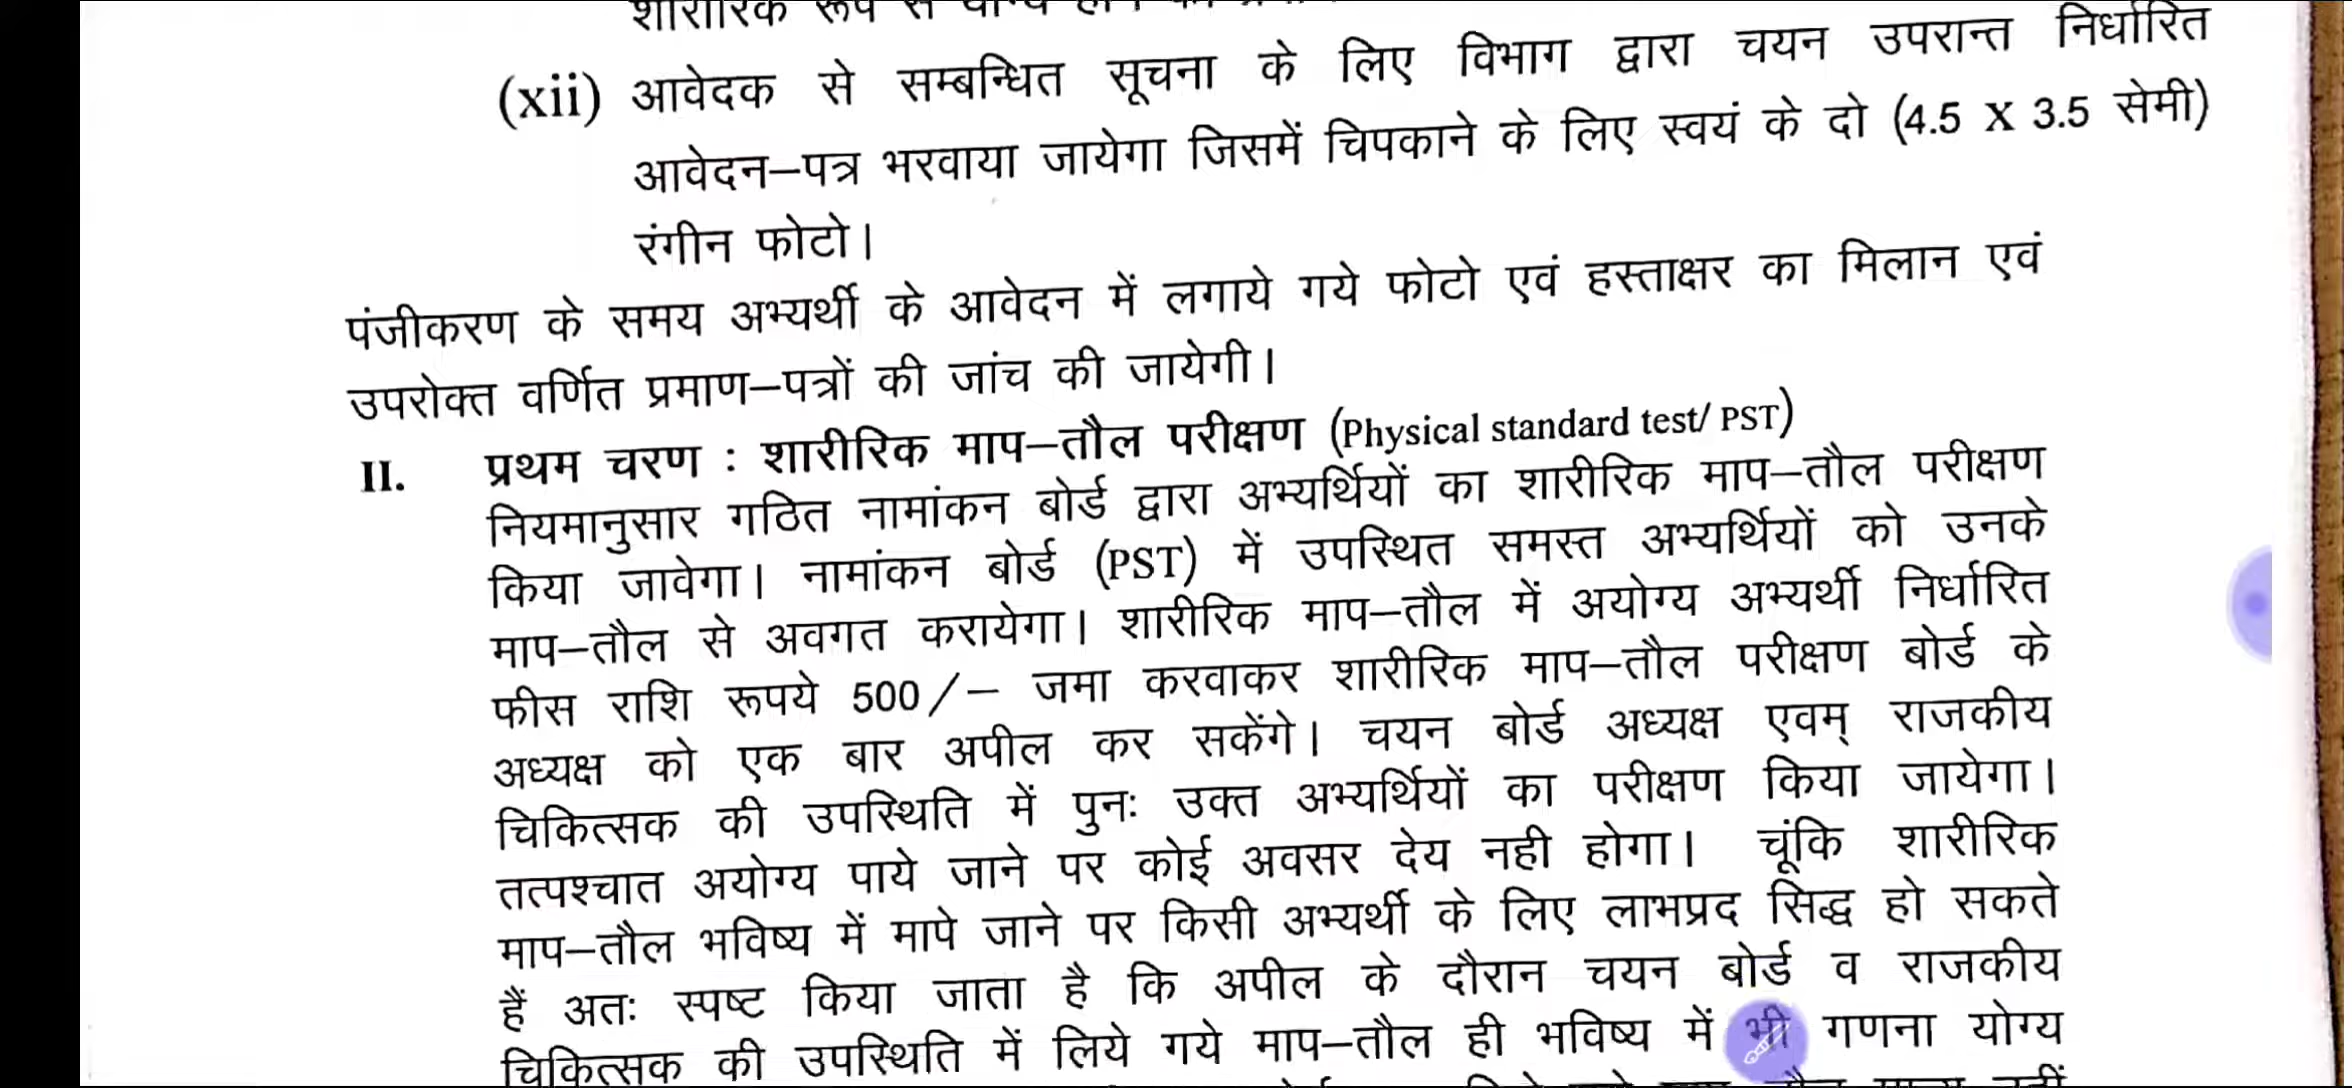 शारीरिक रूप से योग्य होने का
(xii) आवेदक से सम्बन्धित सूचना के लिए विभाग द्वारा चयन उपरान्त निर्धारित
आवेदन–पत्र भरवाया जायेगा जिसमें चिपकाने के लिए स्वयं के दो (4.5 X 3.5 सेमी)
रंगीन फोटो।
पंजीकरण के समय अभ्यर्थी के आवेदन में लगाये गये फोटो एवं हस्ताक्षर का मिलान एवं
उपरोक्त वर्णित प्रमाण–पत्रों की जांच की जायेगी।
II. प्रथम चरण : शारीरिक माप–तौल परीक्षण (Physical standard test/ PST)
नियमानुसार गठित नामांकन बोर्ड द्वारा अभ्यर्थियों का शारीरिक माप–तौल परीक्षण
किया जावेगा। नामांकन बोर्ड (PST) में उपस्थित समस्त अभ्यर्थियों को उनके
माप–तौल से अवगत करायेगा। शारीरिक माप–तौल में अयोग्य अभ्यर्थी निर्धारित
फीस राशि रूपये 500/– जमा करवाकर शारीरिक माप–तौल परीक्षण बोर्ड के
अध्यक्ष को एक बार अपील कर सकेंगे। चयन बोर्ड अध्यक्ष एवम् राजकीय
चिकित्सक की उपस्थिति में पुनः उक्त अभ्यर्थियों का परीक्षण किया जायेगा।
तत्पश्चात अयोग्य पाये जाने पर कोई अवसर देय नही होगा। चूंकि शारीरिक
माप–तौल भविष्य में मापे जाने पर किसी अभ्यर्थी के लिए लाभप्रद सिद्ध हो सकते
हैं अतः स्पष्ट किया जाता है कि अपील के दौरान चयन बोर्ड व राजकीय
चिकित्सक की उपस्थिति में लिये गये माप–तौल ही भविष्य में भी गणना योग्य